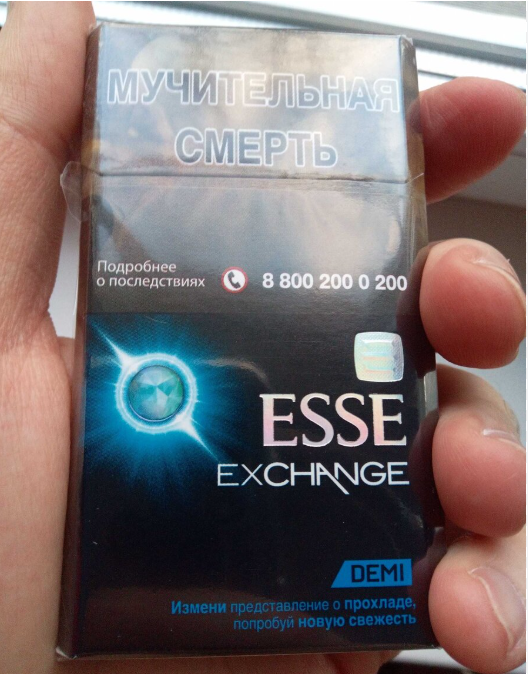 МУЧИТЕЛЬНАЯ
СМЕРТЬ
Подробнее
о последствиях
8 800 200 0 200
ESSE
EXCHANGE
DEMI
Измени представление о прохладе,
попробуй новую свежесть